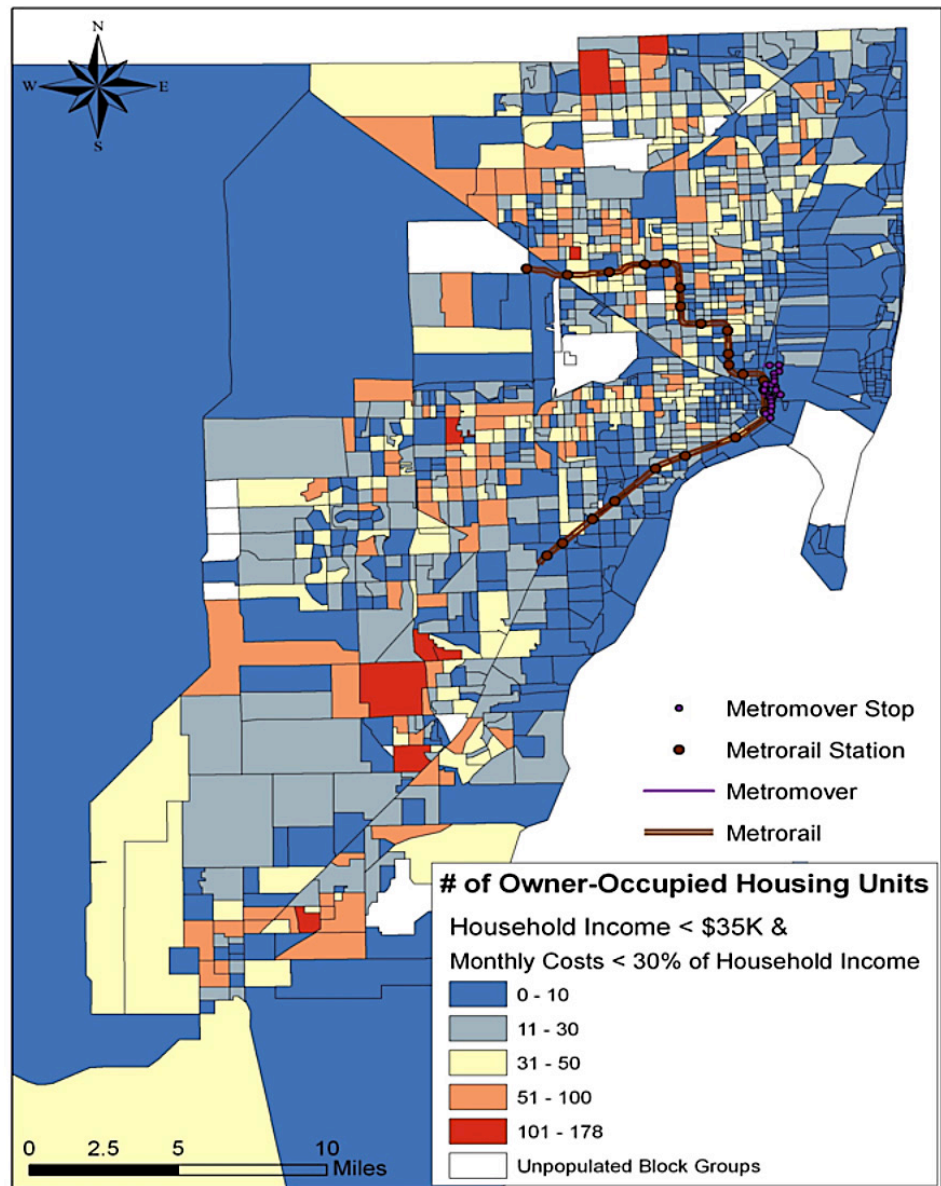 N
W E
S
Metromover Stop
Metrorail Station
Metromover
Metrorail
# of Owner-Occupied Housing Units
Household Income < $35K &
Monthly Costs < 30% of Household Income
0 - 10
11 - 30
31 - 50
51 - 100
101 - 178
Unpopulated Block Groups
0 2.5 5 10
Miles